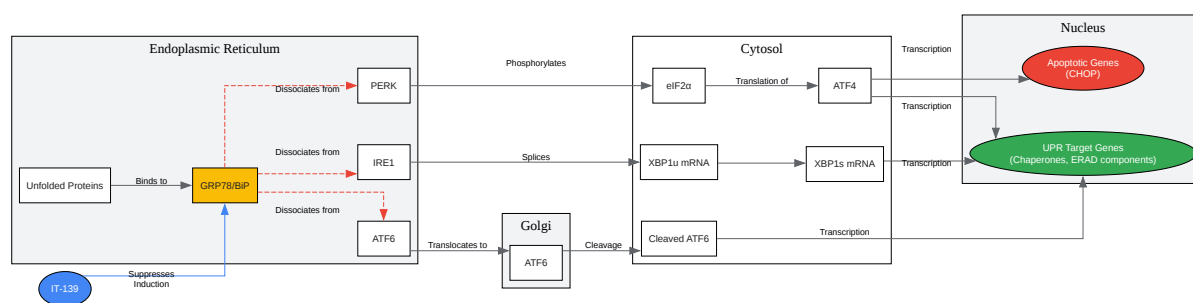 Endoplasmic Reticulum
Cytosol
Nucleus
Transcription
Apoptotic Genes
(CHOP)
Phosphorylates
Dissociates from
PERK
eIF2α
Translation of
ATF4
Transcription
Dissociates from
IRE1
Splices
XBP1u mRNA
XBP1s mRNA
Transcription
UPR Target Genes
(Chaperones, ERAD components)
Unfolded Proteins
Binds to
GRP78/BiP
Dissociates from
ATF6
Translocates to
Golgi
ATF6
Cleavage
Cleaved ATF6
Transcription
IT-139
Suppresses
Induction